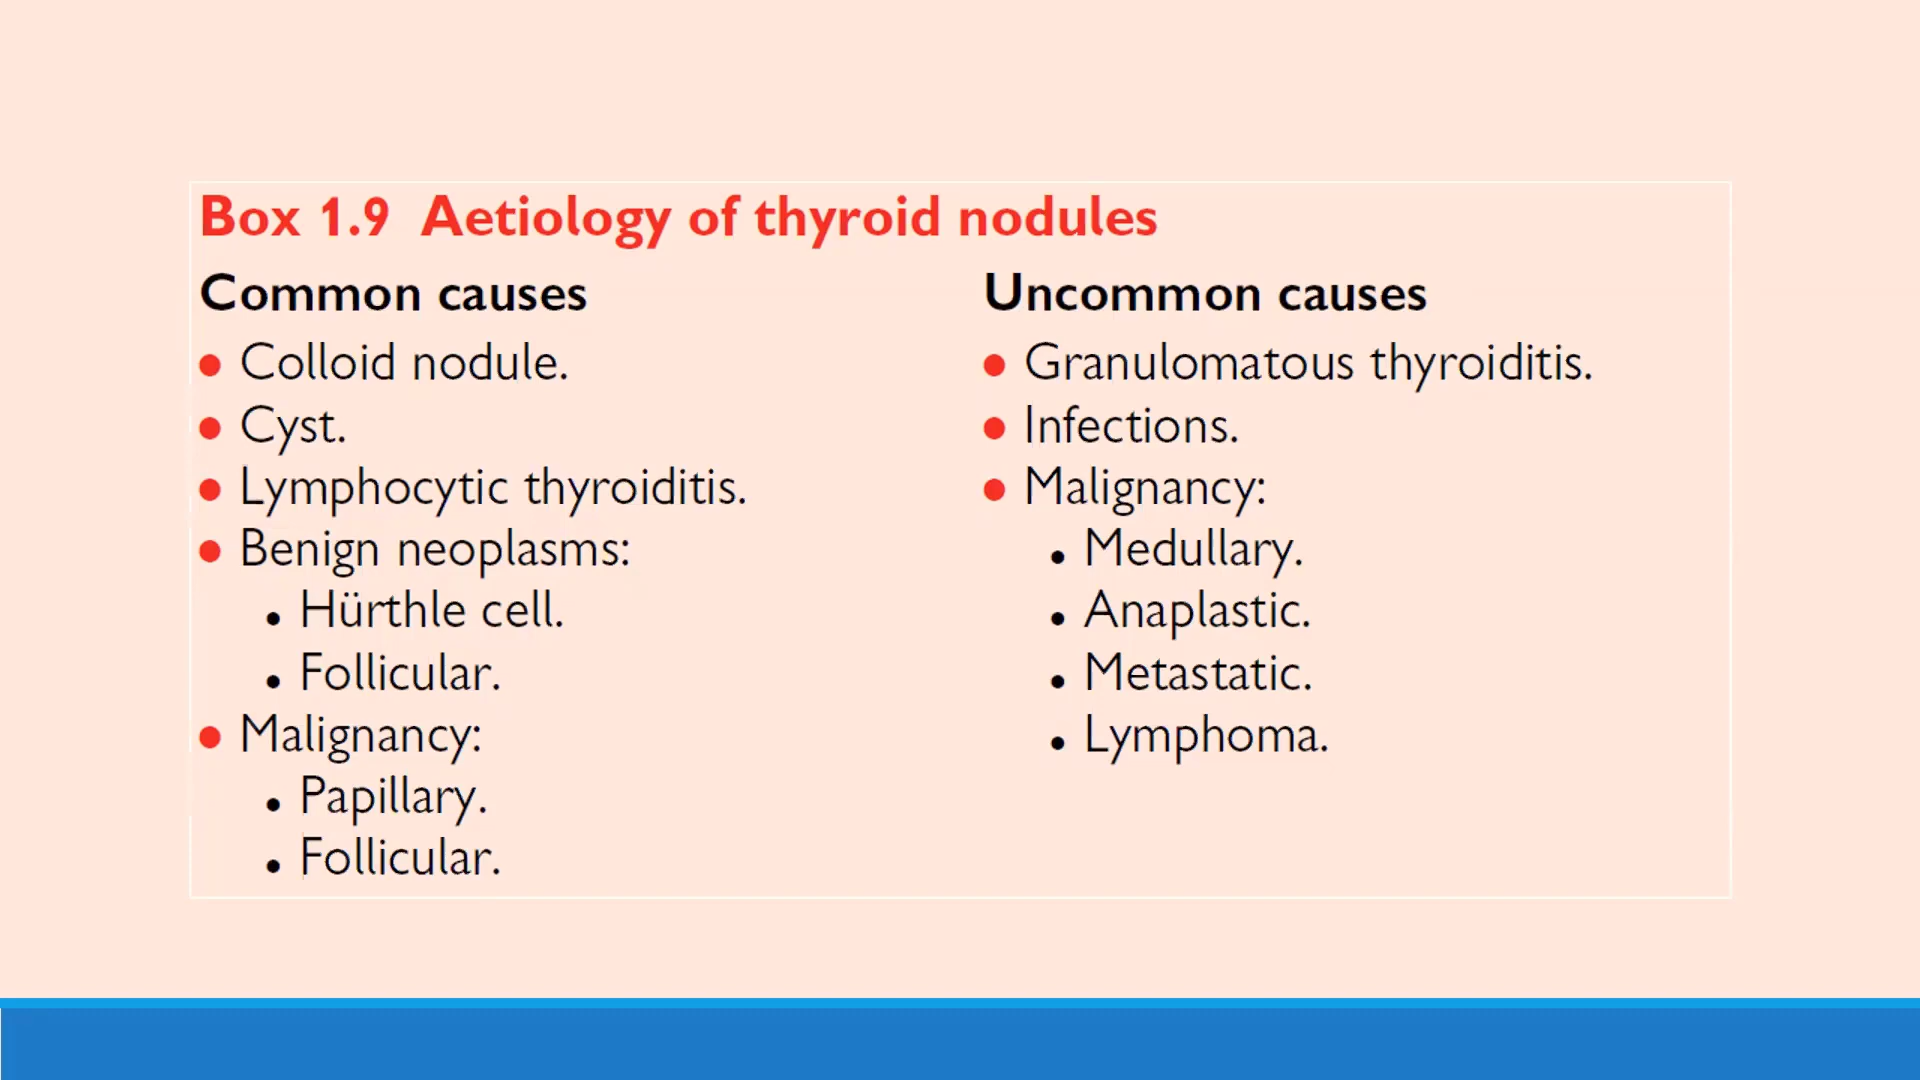 Box 1.9 Aetiology of thyroid nodules
Common causes
• Colloid nodule.
• Cyst.
• Lymphocytic thyroiditis.
• Benign neoplasms:
• Hürthle cell.
• Follicular.
• Malignancy:
• Papillary.
• Follicular.
Uncommon causes
• Granulomatous thyroiditis.
• Infections.
• Malignancy:
• Medullary.
• Anaplastic.
• Metastatic.
• Lymphoma.